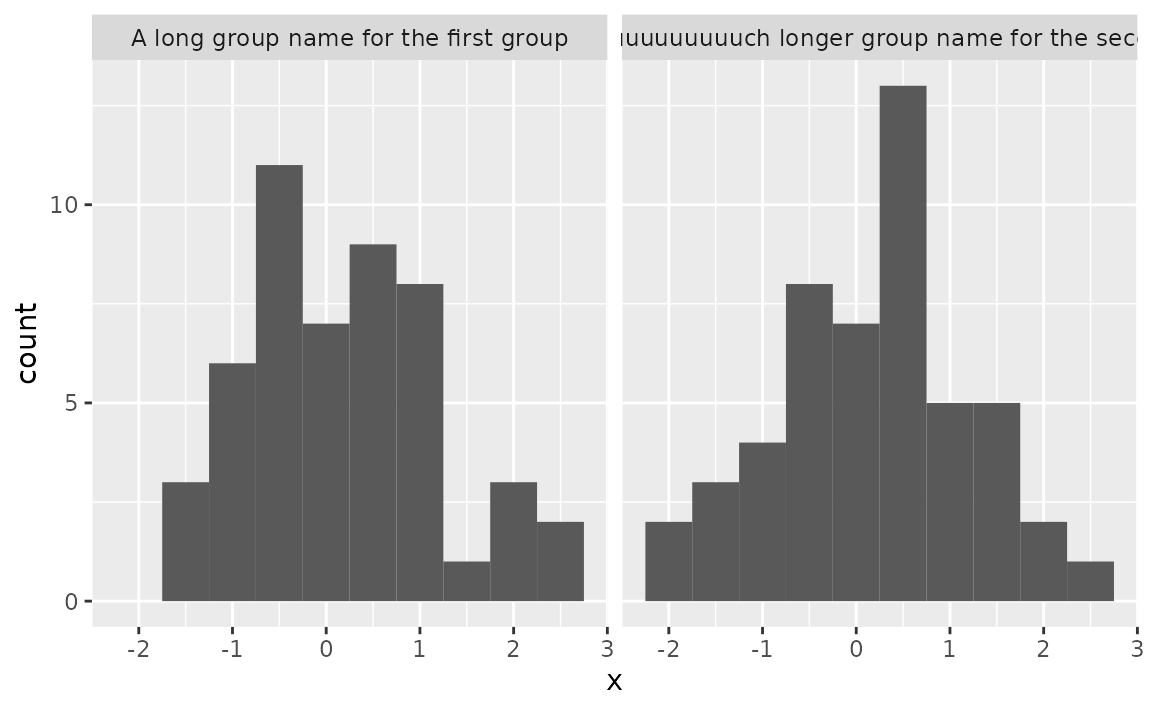 A long group name for the first group
uuuuuuuuuch longer group name for the sec
count
10
5
0
-2 -1 0 1 2 3
-2 -1 0 1 2 3
x